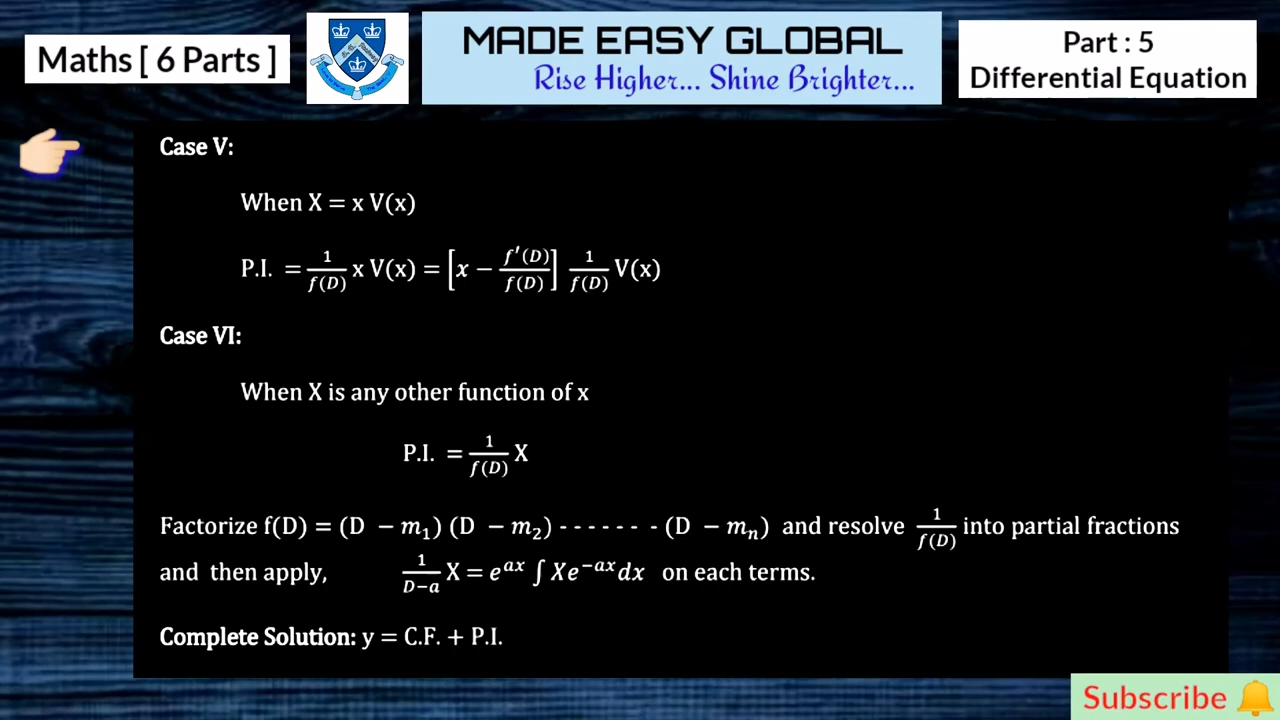 Maths [ 6 Parts ]
MADE EASY GLOBAL
Rise Higher... Shine Brighter...
Part : 5
Differential Equation
Case V:
When X = x V(x)
P.I. = 1/f(D) x V(x) = [x − f′(D)/f(D)] 1/f(D) V(x)
Case VI:
When X is any other function of x
P.I. = 1/f(D) X
Factorize f(D) = (D − m₁) (D − m₂) - - - - - - - (D − mₙ) and resolve 1/f(D) into partial fractions
and then apply, 1/(D−a) X = e^{ax} ∫ Xe^{−ax}dx on each terms.
Complete Solution: y = C.F. + P.I.
Subscribe